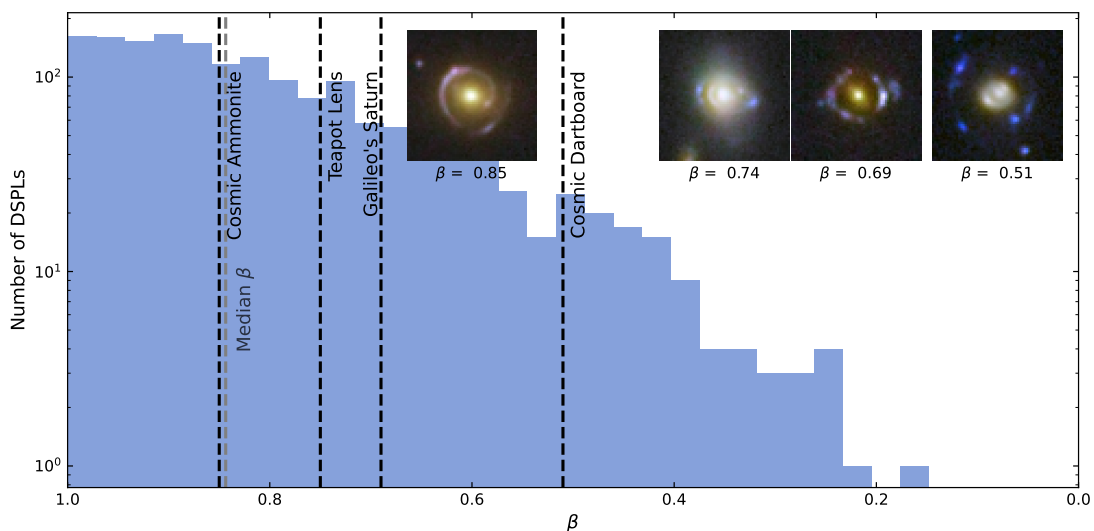 Number of DSPLs
10²
10¹
10⁰
Cosmic Ammonite
Median β
Teapot Lens
Galileo's Saturn
Cosmic Dartboard
β = 0.85
β = 0.74
β = 0.69
β = 0.51
1.0
0.8
0.6
0.4
0.2
0.0
β